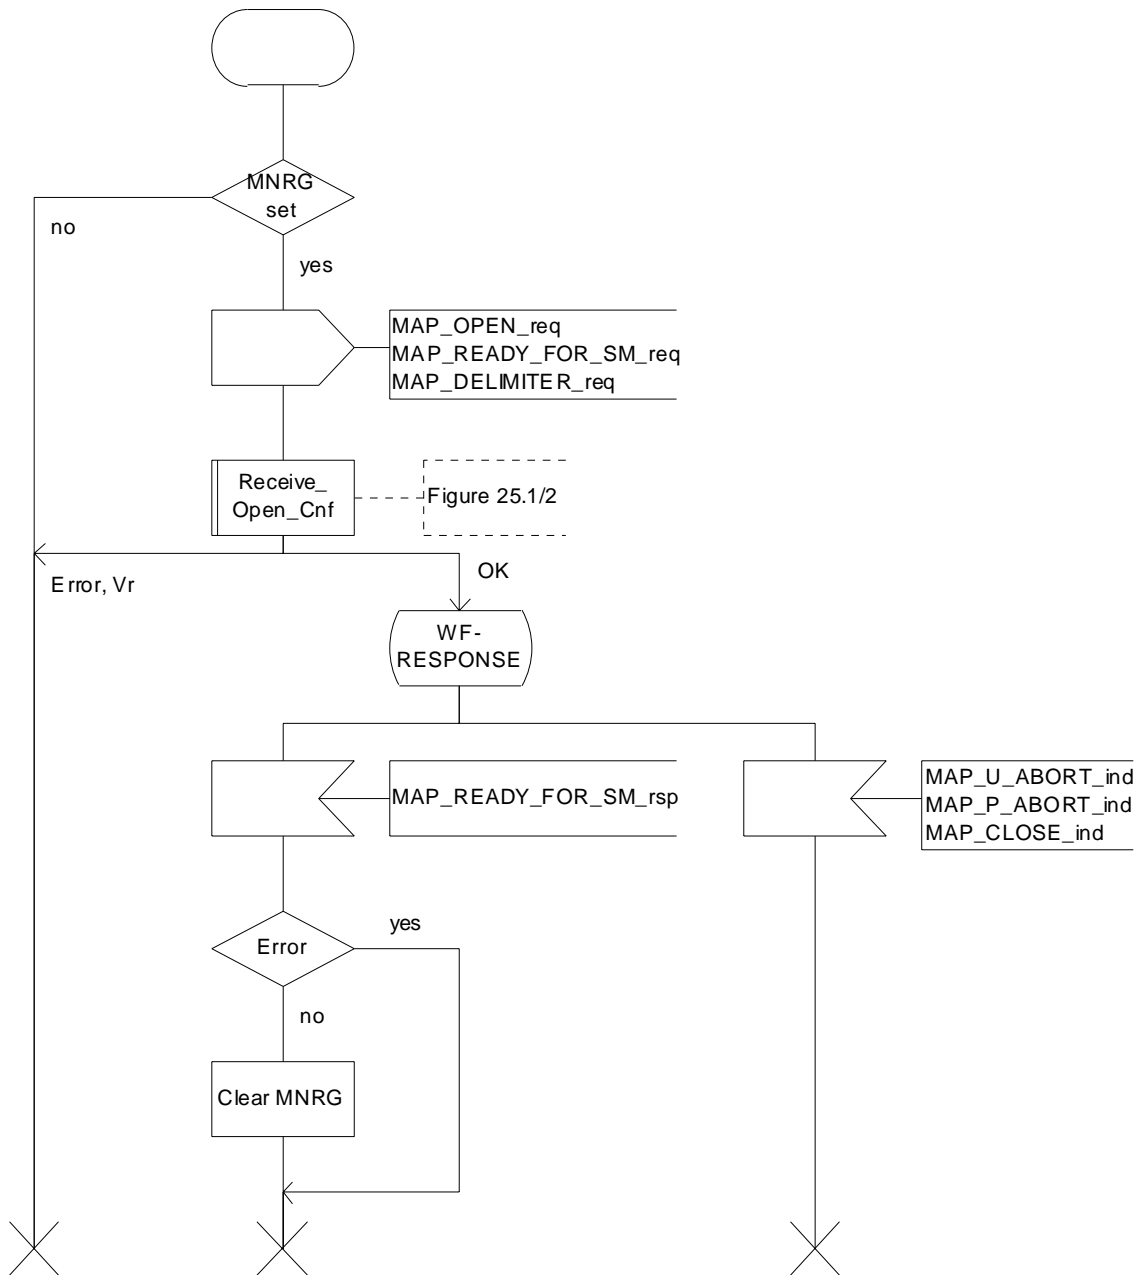 MNRG
set
no
yes
MAP_OPEN_req
MAP_READY_FOR_SM_req
MAP_DELIMITER_req
Receive_
Open_Cnf
Figure 25.1/2
Error, Vr
OK
WF-
RESPONSE
MAP_READY_FOR_SM_rsp
MAP_U_ABORT_ind
MAP_P_ABORT_ind
MAP_CLOSE_ind
yes
Error
no
Clear MNRG